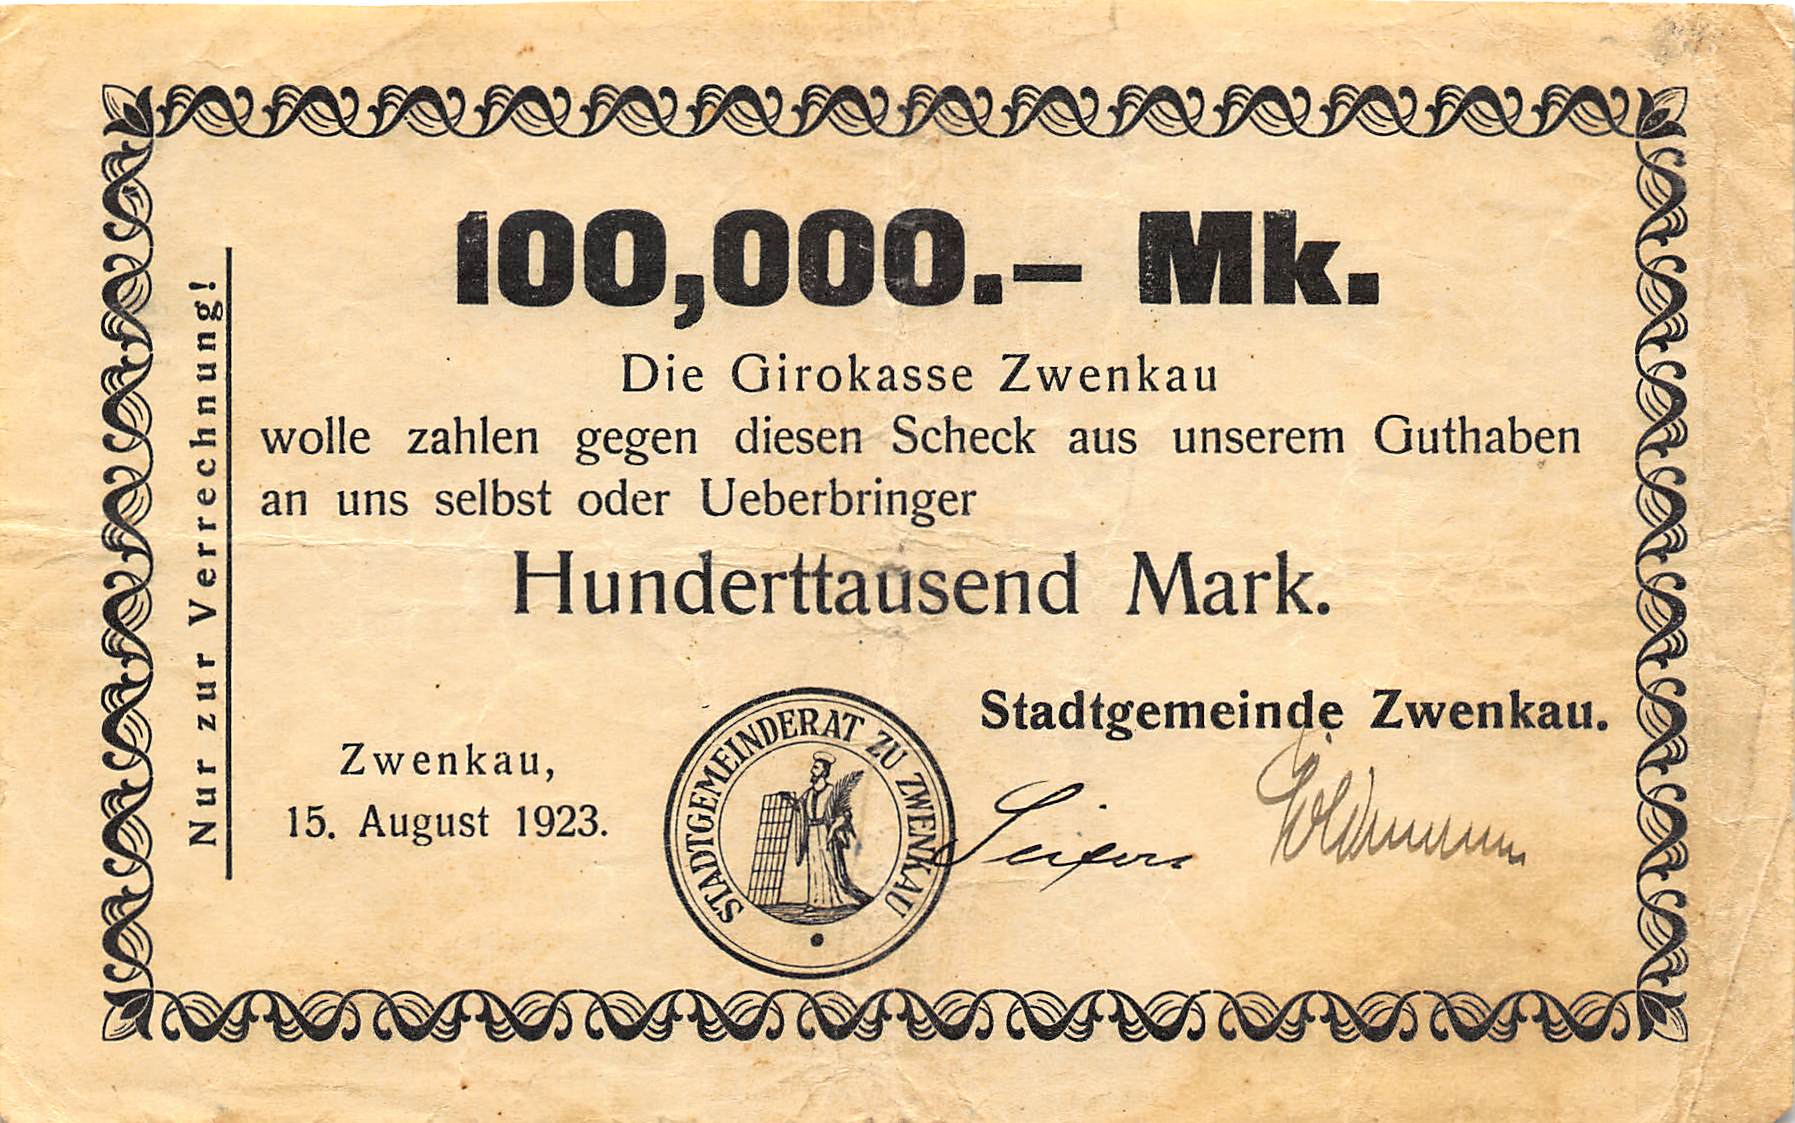 100,000.— Mk.
Die Girokasse Zwenkau
wolle zahlen gegen diesen Scheck aus unserem Guthaben
an uns selbst oder Ueberbringer
Hunderttausend Mark.
Stadtgemeinde Zwenkau.
Zwenkau,
15. August 1923.
STADTGEMEINDERAT ZU ZWENKAU
Nur zur Verrechnung!